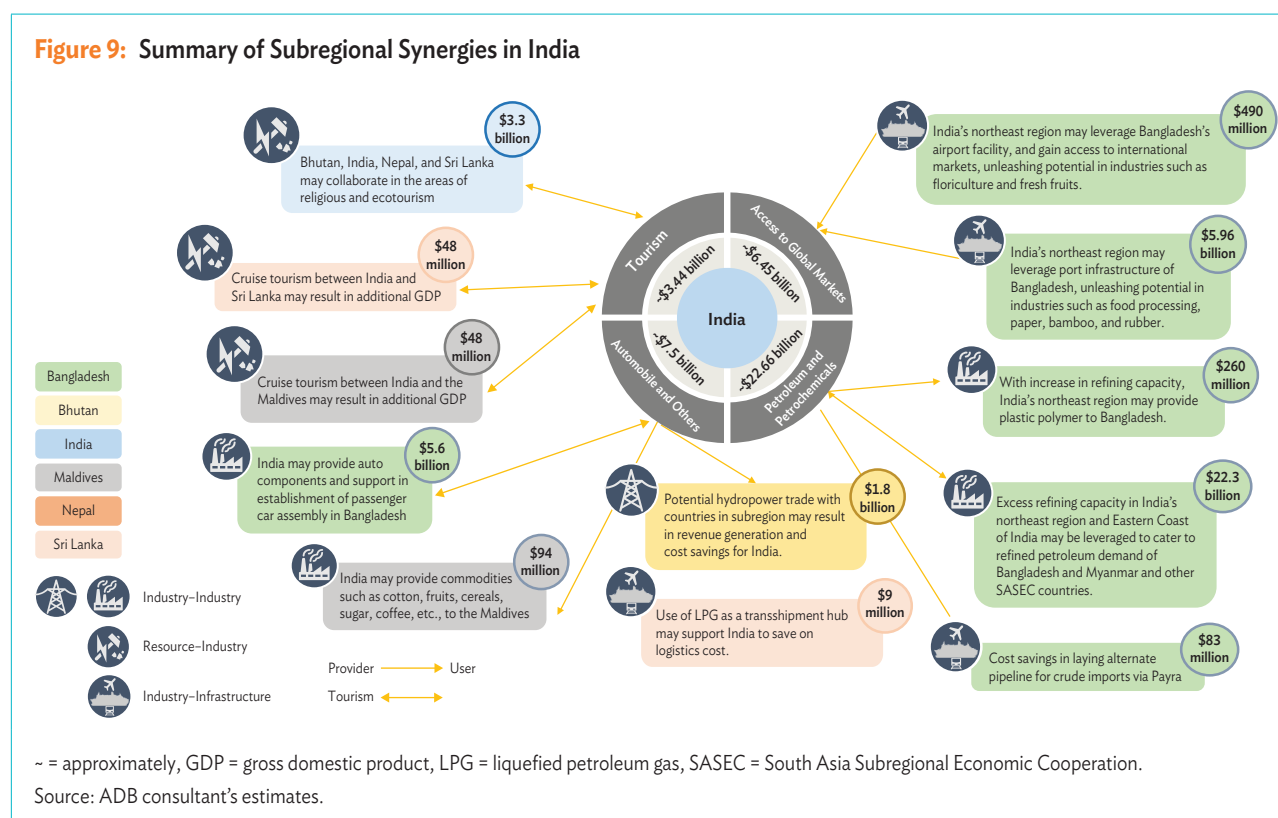 Figure 9: Summary of Subregional Synergies in India
$3.3
billion
Bhutan, India, Nepal, and Sri Lanka
may collaborate in the areas of
religious and ecotourism
$48
million
Cruise tourism between India and
Sri Lanka may result in additional GDP
$48
million
Cruise tourism between India and the
Maldives may result in additional GDP
$5.6
billion
India may provide auto
components and support in
establishment of passenger
car assembly in Bangladesh
$94
million
India may provide commodities
such as cotton, fruits, cereals,
sugar, coffee, etc., to the Maldives
Tourism
~$3.44 billion
Access to Global Markets
~$6.45 billion
India
Automobile and Others
~$7.5 billion
Petroleum and
Petrochemicals
~$22.66 billion
$490
million
India's northeast region may leverage Bangladesh's
airport facility, and gain access to international
markets, unleashing potential in industries such as
floriculture and fresh fruits.
$5.96
billion
India's northeast region may
leverage port infrastructure of
Bangladesh, unleashing potential in
industries such as food processing,
paper, bamboo, and rubber.
$260
million
With increase in refining capacity,
India's northeast region may provide
plastic polymer to Bangladesh.
$22.3
billion
Excess refining capacity in India's
northeast region and Eastern Coast
of India may be leveraged to cater to
refined petroleum demand of
Bangladesh and Myanmar and other
SASEC countries.
$83
million
Cost savings in laying alternate
pipeline for crude imports via Payra
$1.8
billion
Potential hydropower trade with
countries in subregion may result
in revenue generation and
cost savings for India.
$9
million
Use of LPG as a transshipment hub
may support India to save on
logistics cost.
Bangladesh
Bhutan
India
Maldives
Nepal
Sri Lanka
Industry–Industry
Resource–Industry
Industry–Infrastructure
Provider User
Tourism
~ = approximately, GDP = gross domestic product, LPG = liquefied petroleum gas, SASEC = South Asia Subregional Economic Cooperation.
Source: ADB consultant's estimates.